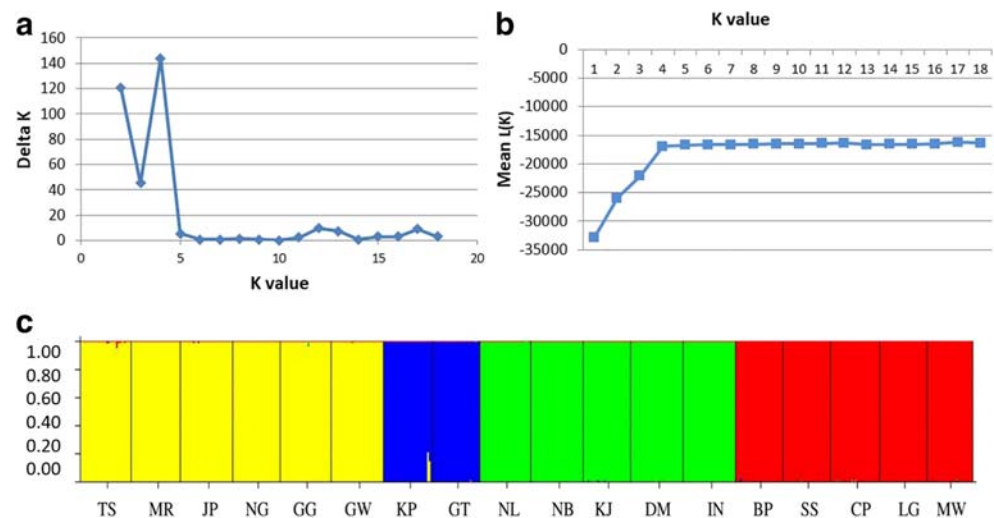 a
160
140
120
100
80
60
40
20
0
Delta K
0 5 10 15 20
K value
b
K value
0
-5000
-10000
-15000
-20000
-25000
-30000
-35000
Mean L(K)
1 2 3 4 5 6 7 8 9 10 11 12 13 14 15 16 17 18
c
1.00
0.80
0.60
0.40
0.20
0.00
TS MR JP NG GG GW KP GT NL NB KJ DM IN BP SS CP LG MW